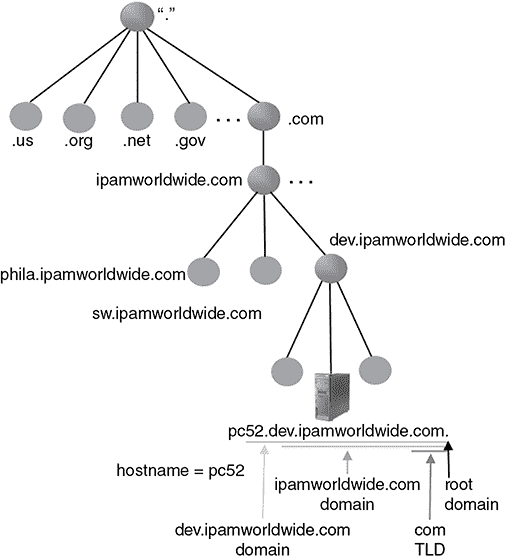 “.”
.us .org .net .gov ... .com
ipamworldwide.com ...
dev.ipamworldwide.com
phila.ipamworldwide.com
sw.ipamworldwide.com
pc52.dev.ipamworldwide.com.
hostname = pc52
ipamworldwide.com
domain
root
domain
dev.ipamworldwide.com
domain
com
TLD